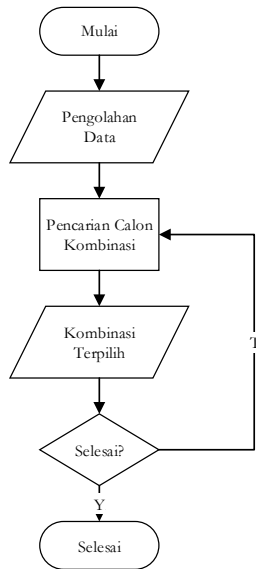 Mulai
Pengolahan
Data
Pencarian Calon
Kombinasi
Kombinasi
Terpilih
T
Selesai?
Y
Selesai